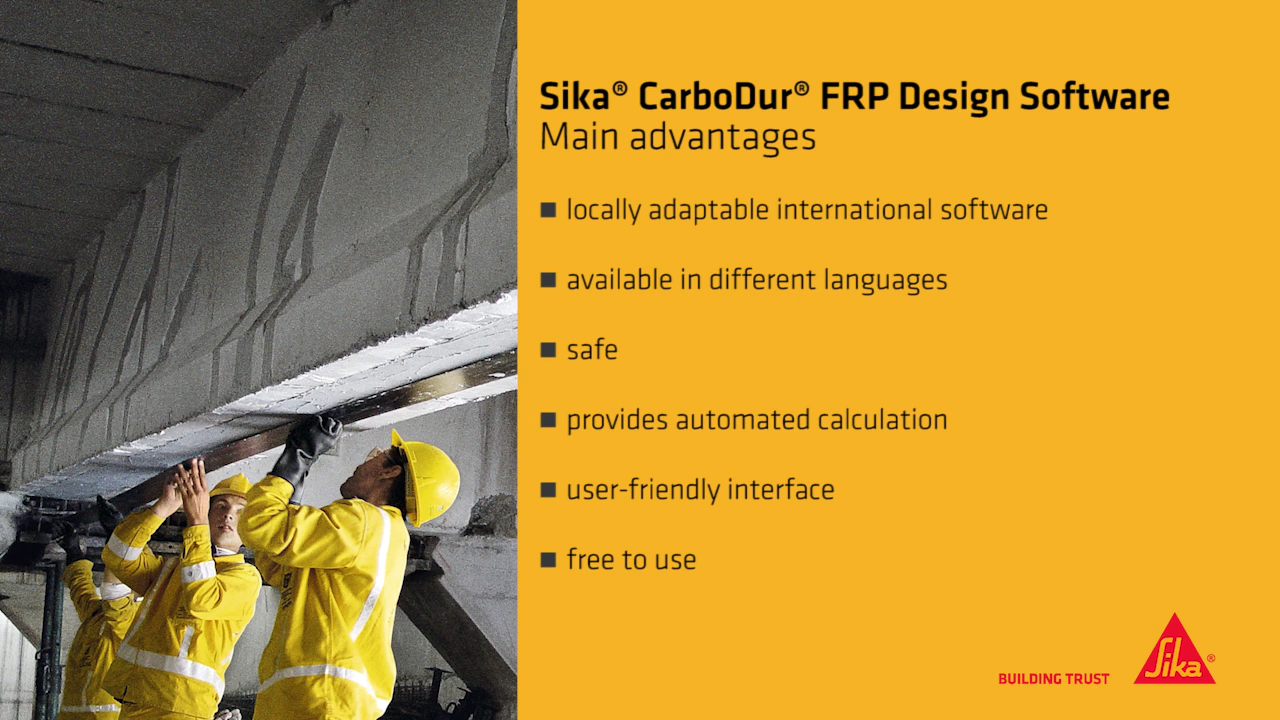 Sika® CarboDur® FRP Design Software
Main advantages
locally adaptable international software
available in different languages
safe
provides automated calculation
user-friendly interface
free to use
BUILDING TRUST
Sika®